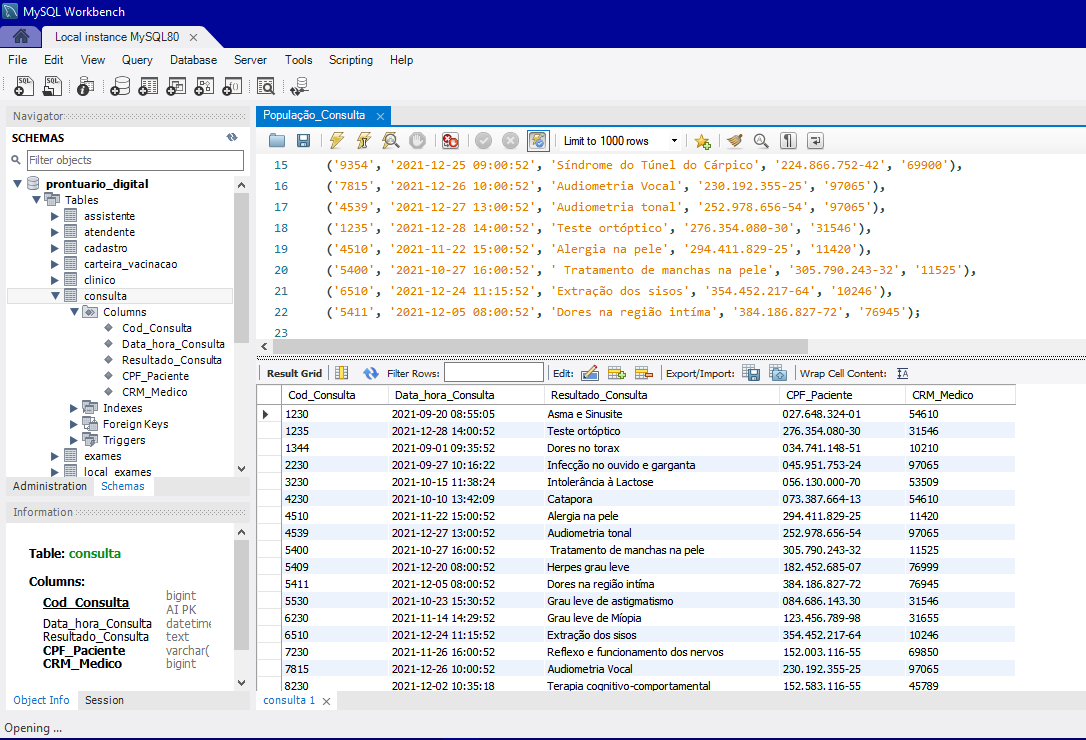 MySQL Workbench
Local instance MySQL80
File Edit View Query Database Server Tools Scripting Help
Navigator
SCHEMAS
Filter objects
prontuario_digital
Tables
assistente
atendente
cadastro
carteira_vacinacao
clinico
consulta
Columns
Cod_Consulta
Data_hora_Consulta
Resultado_Consulta
CPF_Paciente
CRM_Medico
Indexes
Foreign Keys
Triggers
exames
local_exames
Administration Schemas
Information
Table: consulta
Columns:
Cod_Consulta bigint AI PK
Data_hora_Consulta datetime
Resultado_Consulta text
CPF_Paciente varchar(
CRM_Medico bigint
Object Info Session
Opening ...
População_Consulta
Limit to 1000 rows
15 ('9354', '2021-12-25 09:00:52', 'Síndrome do Túnel do Cárpico', '224.866.752-42', '69900'),
16 ('7815', '2021-12-26 10:00:52', 'Audiometria Vocal', '230.192.355-25', '97065'),
17 ('4539', '2021-12-27 13:00:52', 'Audiometria tonal', '252.978.656-54', '97065'),
18 ('1235', '2021-12-28 14:00:52', 'Teste ortóptico', '276.354.080-30', '31546'),
19 ('4510', '2021-11-22 15:00:52', 'Alergia na pele', '294.411.829-25', '11420'),
20 ('5400', '2021-10-27 16:00:52', ' Tratamento de manchas na pele', '305.790.243-32', '11525'),
21 ('6510', '2021-12-24 11:15:52', 'Extração dos sisos', '354.452.217-64', '10246'),
22 ('5411', '2021-12-05 08:00:52', 'Dores na região intíma', '384.186.827-72', '76945');
23
Result Grid Filter Rows: Edit: Export/Import: Wrap Cell Content:
Cod_Consulta Data_hora_Consulta Resultado_Consulta CPF_Paciente CRM_Medico
1230 2021-09-20 08:55:05 Asma e Sinusite 027.648.324-01 54610
1235 2021-12-28 14:00:52 Teste ortóptico 276.354.080-30 31546
1344 2021-09-01 09:35:52 Dores no torax 034.741.148-51 10210
2230 2021-09-27 10:16:22 Infecção no ouvido e garganta 045.951.753-24 97065
3230 2021-10-15 11:38:24 Intolerância à Lactose 056.130.000-70 53509
4230 2021-10-10 13:42:09 Catapora 073.387.664-13 54610
4510 2021-11-22 15:00:52 Alergia na pele 294.411.829-25 11420
4539 2021-12-27 13:00:52 Audiometria tonal 252.978.656-54 97065
5400 2021-10-27 16:00:52 Tratamento de manchas na pele 305.790.243-32 11525
5409 2021-12-20 08:00:52 Herpes grau leve 182.452.685-07 76999
5411 2021-12-05 08:00:52 Dores na região intíma 384.186.827-72 76945
5530 2021-10-23 15:30:52 Grau leve de astigmatismo 084.686.143.30 31546
6230 2021-11-14 14:29:52 Grau leve de Míopia 123.456.789-98 31655
6510 2021-12-24 11:15:52 Extração dos sisos 354.452.217-64 10246
7230 2021-11-26 16:00:52 Reflexo e funcionamento dos nervos 152.003.116-55 69850
7815 2021-12-26 10:00:52 Audiometria Vocal 230.192.355-25 97065
8230 2021-12-02 10:35:18 Terapia cognitivo-comportamental 152.583.116-55 45789
consulta 1